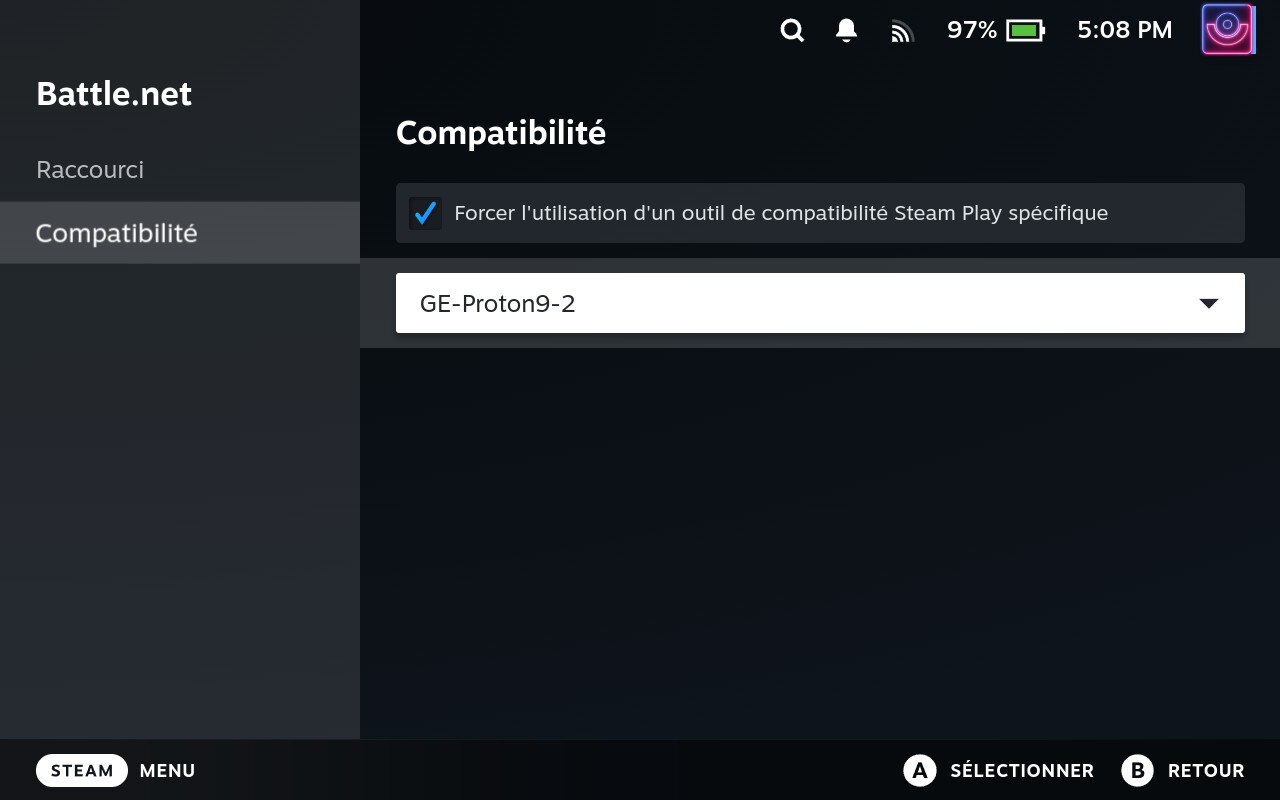 97%
5:08 PM
Battle.net
Raccourci
Compatibilité
Compatibilité
Forcer l'utilisation d'un outil de compatibilité Steam Play spécifique
GE-Proton9-2
STEAM MENU
A SÉLECTIONNER
B RETOUR